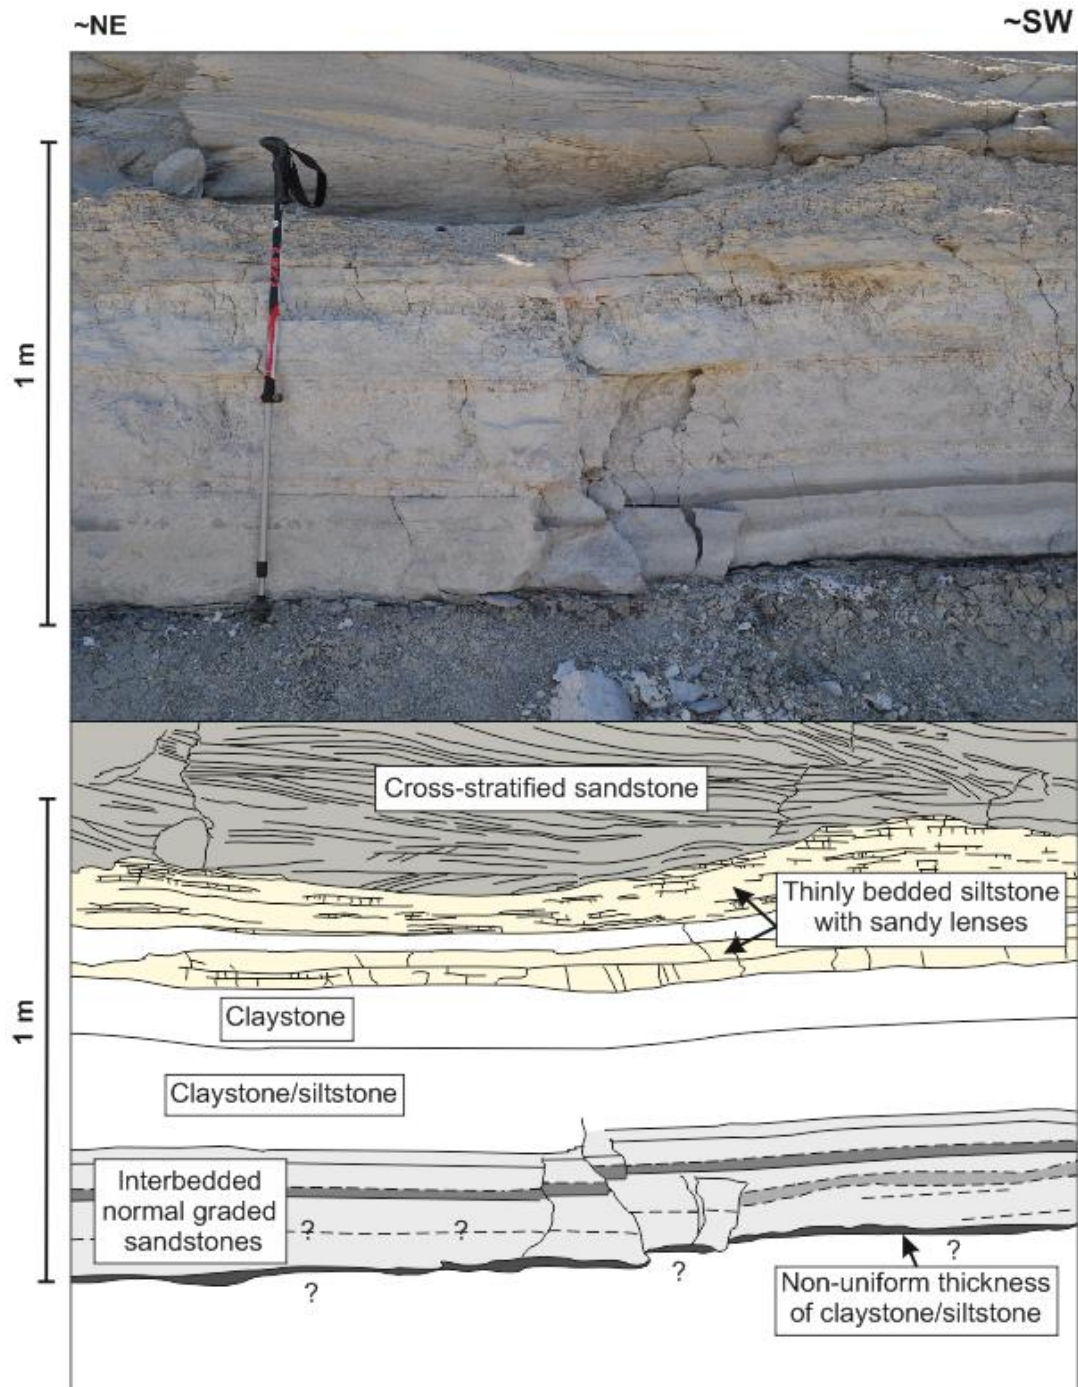 ~NE
~SW
1 m
Cross-stratified sandstone
Thinly bedded siltstone
with sandy lenses
Claystone
1 m
Claystone/siltstone
Interbedded
normal graded
sandstones
?
?
?
?
?
Non-uniform thickness
of claystone/siltstone